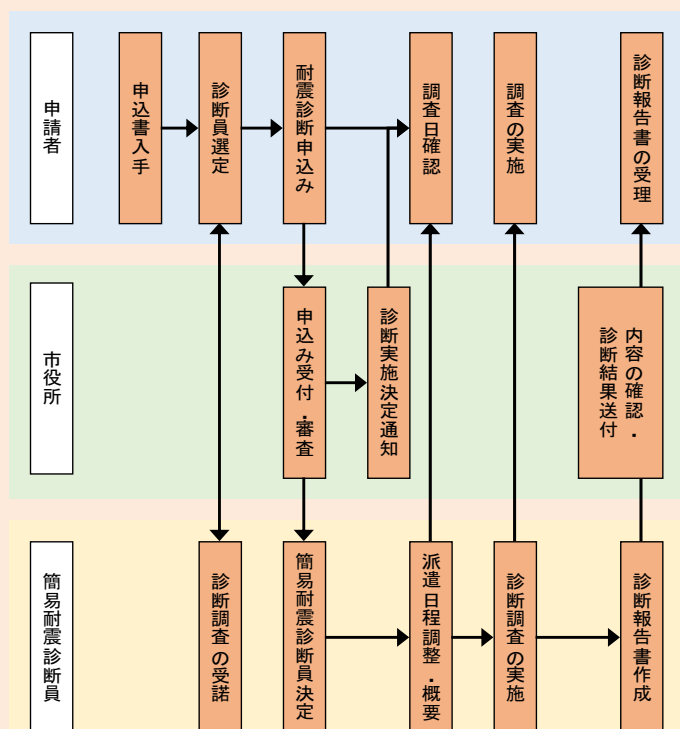 申請者
申込書入手
診断員選定
耐震診断申込み
調査日確認
調査の実施
診断報告書の受理
市役所
申込み受付・審査
診断実施決定通知
内容の確認・
診断結果送付
簡易耐震診断員
診断調査の受諾
簡易耐震診断員決定
派遣日程調整・概要
診断調査の実施
診断報告書作成